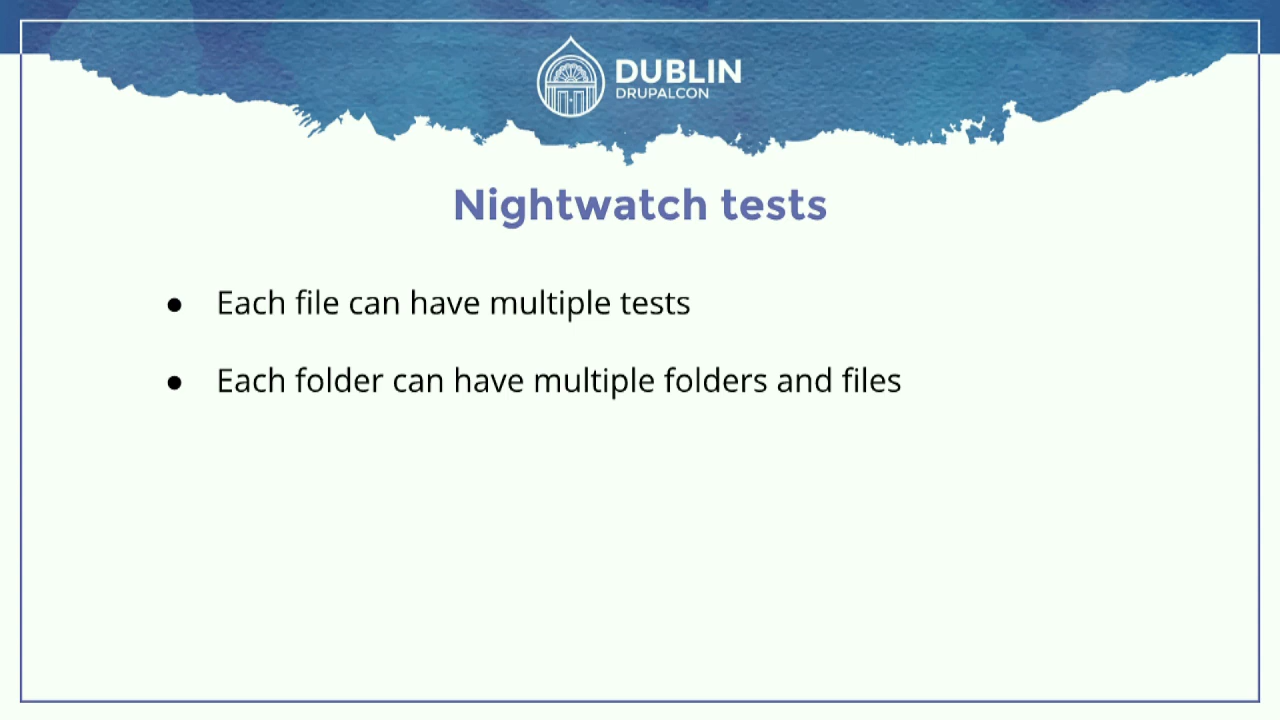 DUBLIN
DRUPALCON
Nightwatch tests
● Each file can have multiple tests
● Each folder can have multiple folders and files